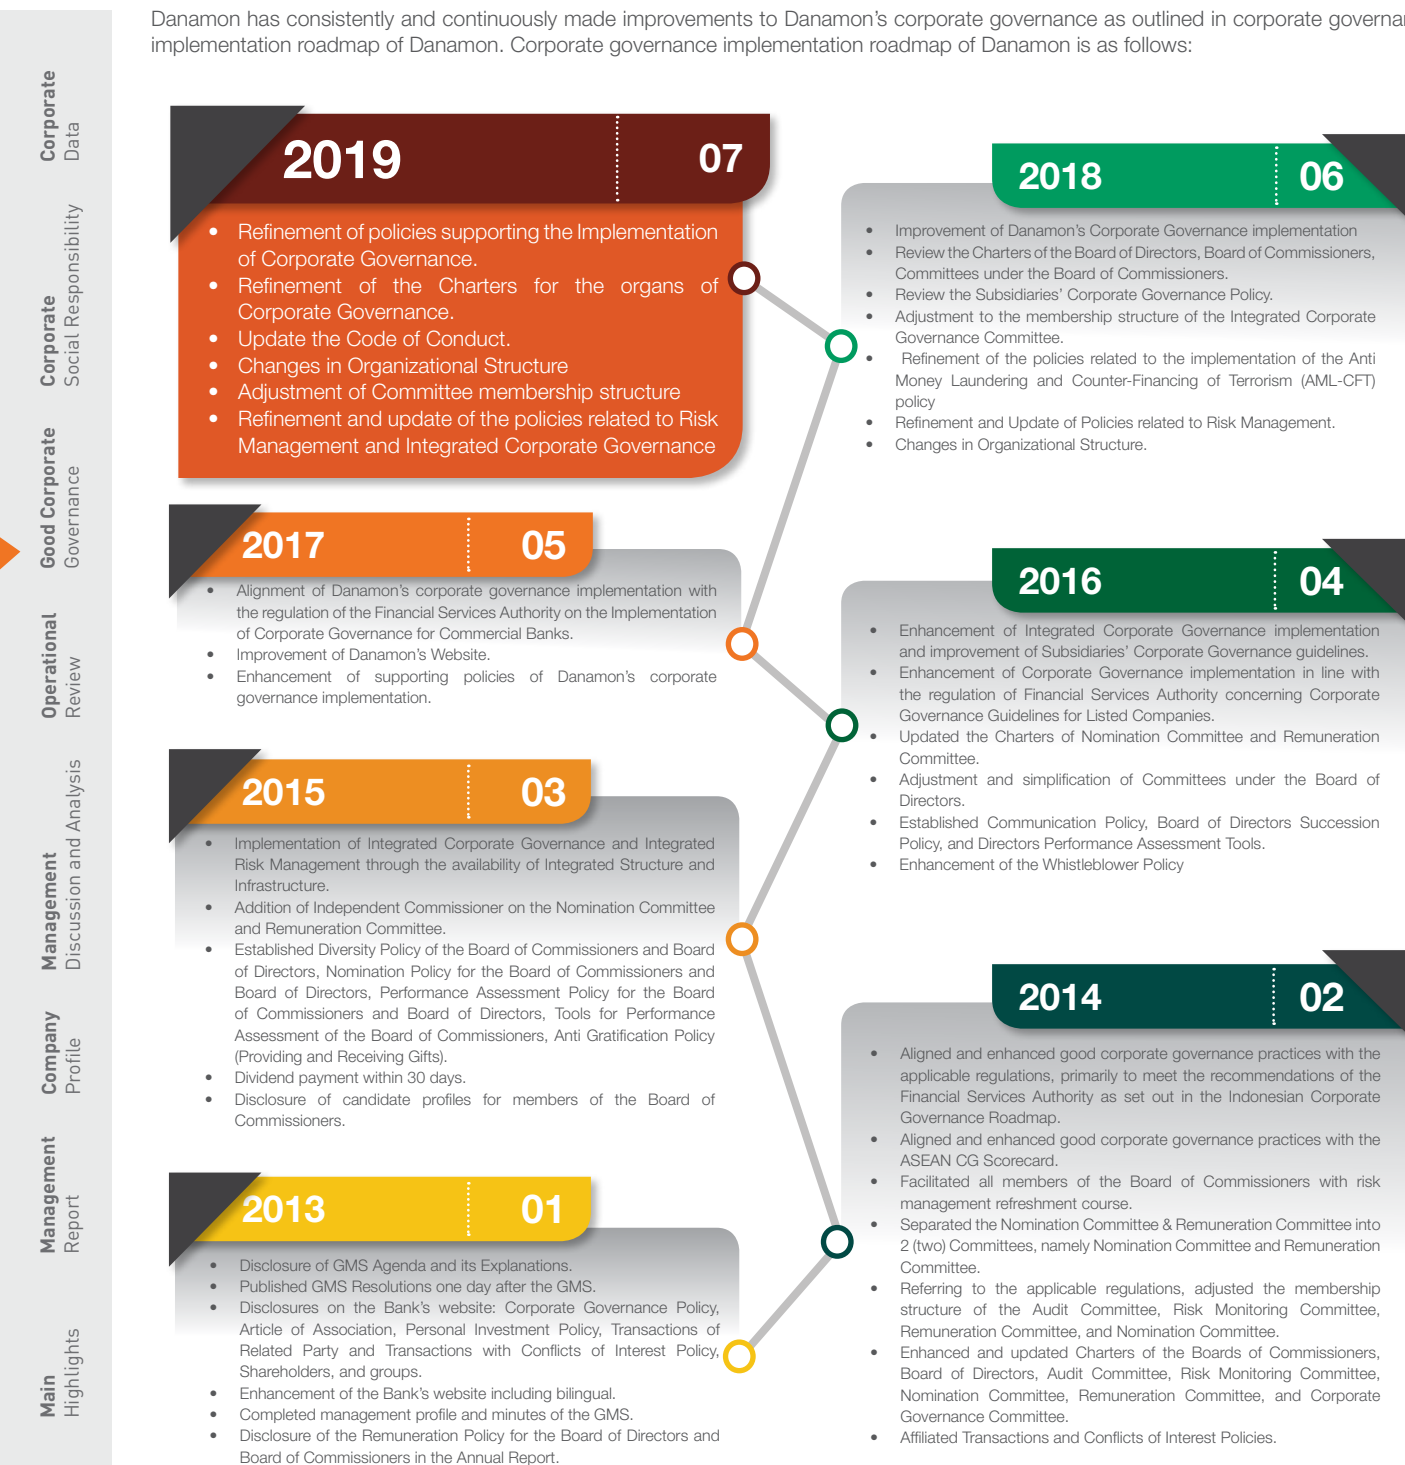 Danamon has consistently and continuously made improvements to Danamon's corporate governance as outlined in corporate
implementation roadmap of Danamon. Corporate governance implementation roadmap of Danamon is as follows:
Corporate
Data
Corporate
Social Responsibility
Good Corporate
Governance
Operational
Review
Management
Discussion and Analysis
Company
Profile
Management
Report
Main
Highlights
2019
07
• Refinement of policies supporting the Implementation
of Corporate Governance.
• Refinement of the Charters for the organs of
Corporate Governance.
• Update the Code of Conduct.
• Changes in Organizational Structure
• Adjustment of Committee membership structure
• Refinement and update of the policies related to Risk
Management and Integrated Corporate Governance
2018
06
• Improvement of Danamon's Corporate Governance implementation
• Review the Charters of the Board of Directors, Board of Commissioners,
Committees under the Board of Commissioners.
• Review the Subsidiaries' Corporate Governance Policy.
• Adjustment to the membership structure of the Integrated Corporate
Governance Committee.
• Refinement of the policies related to the implementation of the Anti
Money Laundering and Counter-Financing of Terrorism (AML-CFT)
policy
• Refinement and Update of Policies related to Risk Management.
• Changes in Organizational Structure.
2017
05
• Alignment of Danamon's corporate governance implementation with
the regulation of the Financial Services Authority on the Implementation
of Corporate Governance for Commercial Banks.
• Improvement of Danamon's Website.
• Enhancement of supporting policies of Danamon's corporate
governance implementation.
2016
04
• Enhancement of Integrated Corporate Governance implementation
and improvement of Subsidiaries' Corporate Governance guidelines.
• Enhancement of Corporate Governance implementation in line with
the regulation of Financial Services Authority concerning Corporate
Governance Guidelines for Listed Companies.
• Updated the Charters of Nomination Committee and Remuneration
Committee.
• Adjustment and simplification of Committees under the Board of
Directors.
• Established Communication Policy, Board of Directors Succession
Policy, and Directors Performance Assessment Tools.
• Enhancement of the Whistleblower Policy
2015
03
• Implementation of Integrated Corporate Governance and Integrated
Risk Management through the availability of Integrated Structure and
Infrastructure.
• Addition of Independent Commissioner on the Nomination Committee
and Remuneration Committee.
• Established Diversity Policy of the Board of Commissioners and Board
of Directors, Nomination Policy for the Board of Commissioners and
Board of Directors, Performance Assessment Policy for the Board
of Commissioners and Board of Directors, Tools for Performance
Assessment of the Board of Commissioners, Anti Gratification Policy
(Providing and Receiving Gifts).
• Dividend payment within 30 days.
• Disclosure of candidate profiles for members of the Board of
Commissioners.
2014
02
• Aligned and enhanced good corporate governance practices with the
applicable regulations, primarily to meet the recommendations of the
Financial Services Authority as set out in the Indonesian Corporate
Governance Roadmap.
• Aligned and enhanced good corporate governance practices with the
ASEAN CG Scorecard.
• Facilitated all members of the Board of Commissioners with risk
management refreshment course.
• Separated the Nomination Committee & Remuneration Committee into
2 (two) Committees, namely Nomination Committee and Remuneration
Committee.
• Referring to the applicable regulations, adjusted the membership
structure of the Audit Committee, Risk Monitoring Committee,
Remuneration Committee, and Nomination Committee.
• Enhanced and updated Charters of the Boards of Commissioners,
Board of Directors, Audit Committee, Risk Monitoring Committee,
Nomination Committee, Remuneration Committee, and Corporate
Governance Committee.
• Affiliated Transactions and Conflicts of Interest Policies.
2013
01
• Disclosure of GMS Agenda and its Explanations.
• Published GMS Resolutions one day after the GMS.
• Disclosures on the Bank's website: Corporate Governance Policy,
Article of Association, Personal Investment Policy, Transactions of
Related Party and Transactions with Conflicts of Interest Policy,
Shareholders, and groups.
• Enhancement of the Bank's website including bilingual.
• Completed management profile and minutes of the GMS.
• Disclosure of the Remuneration Policy for the Board of Directors and
Board of Commissioners in the Annual Report.